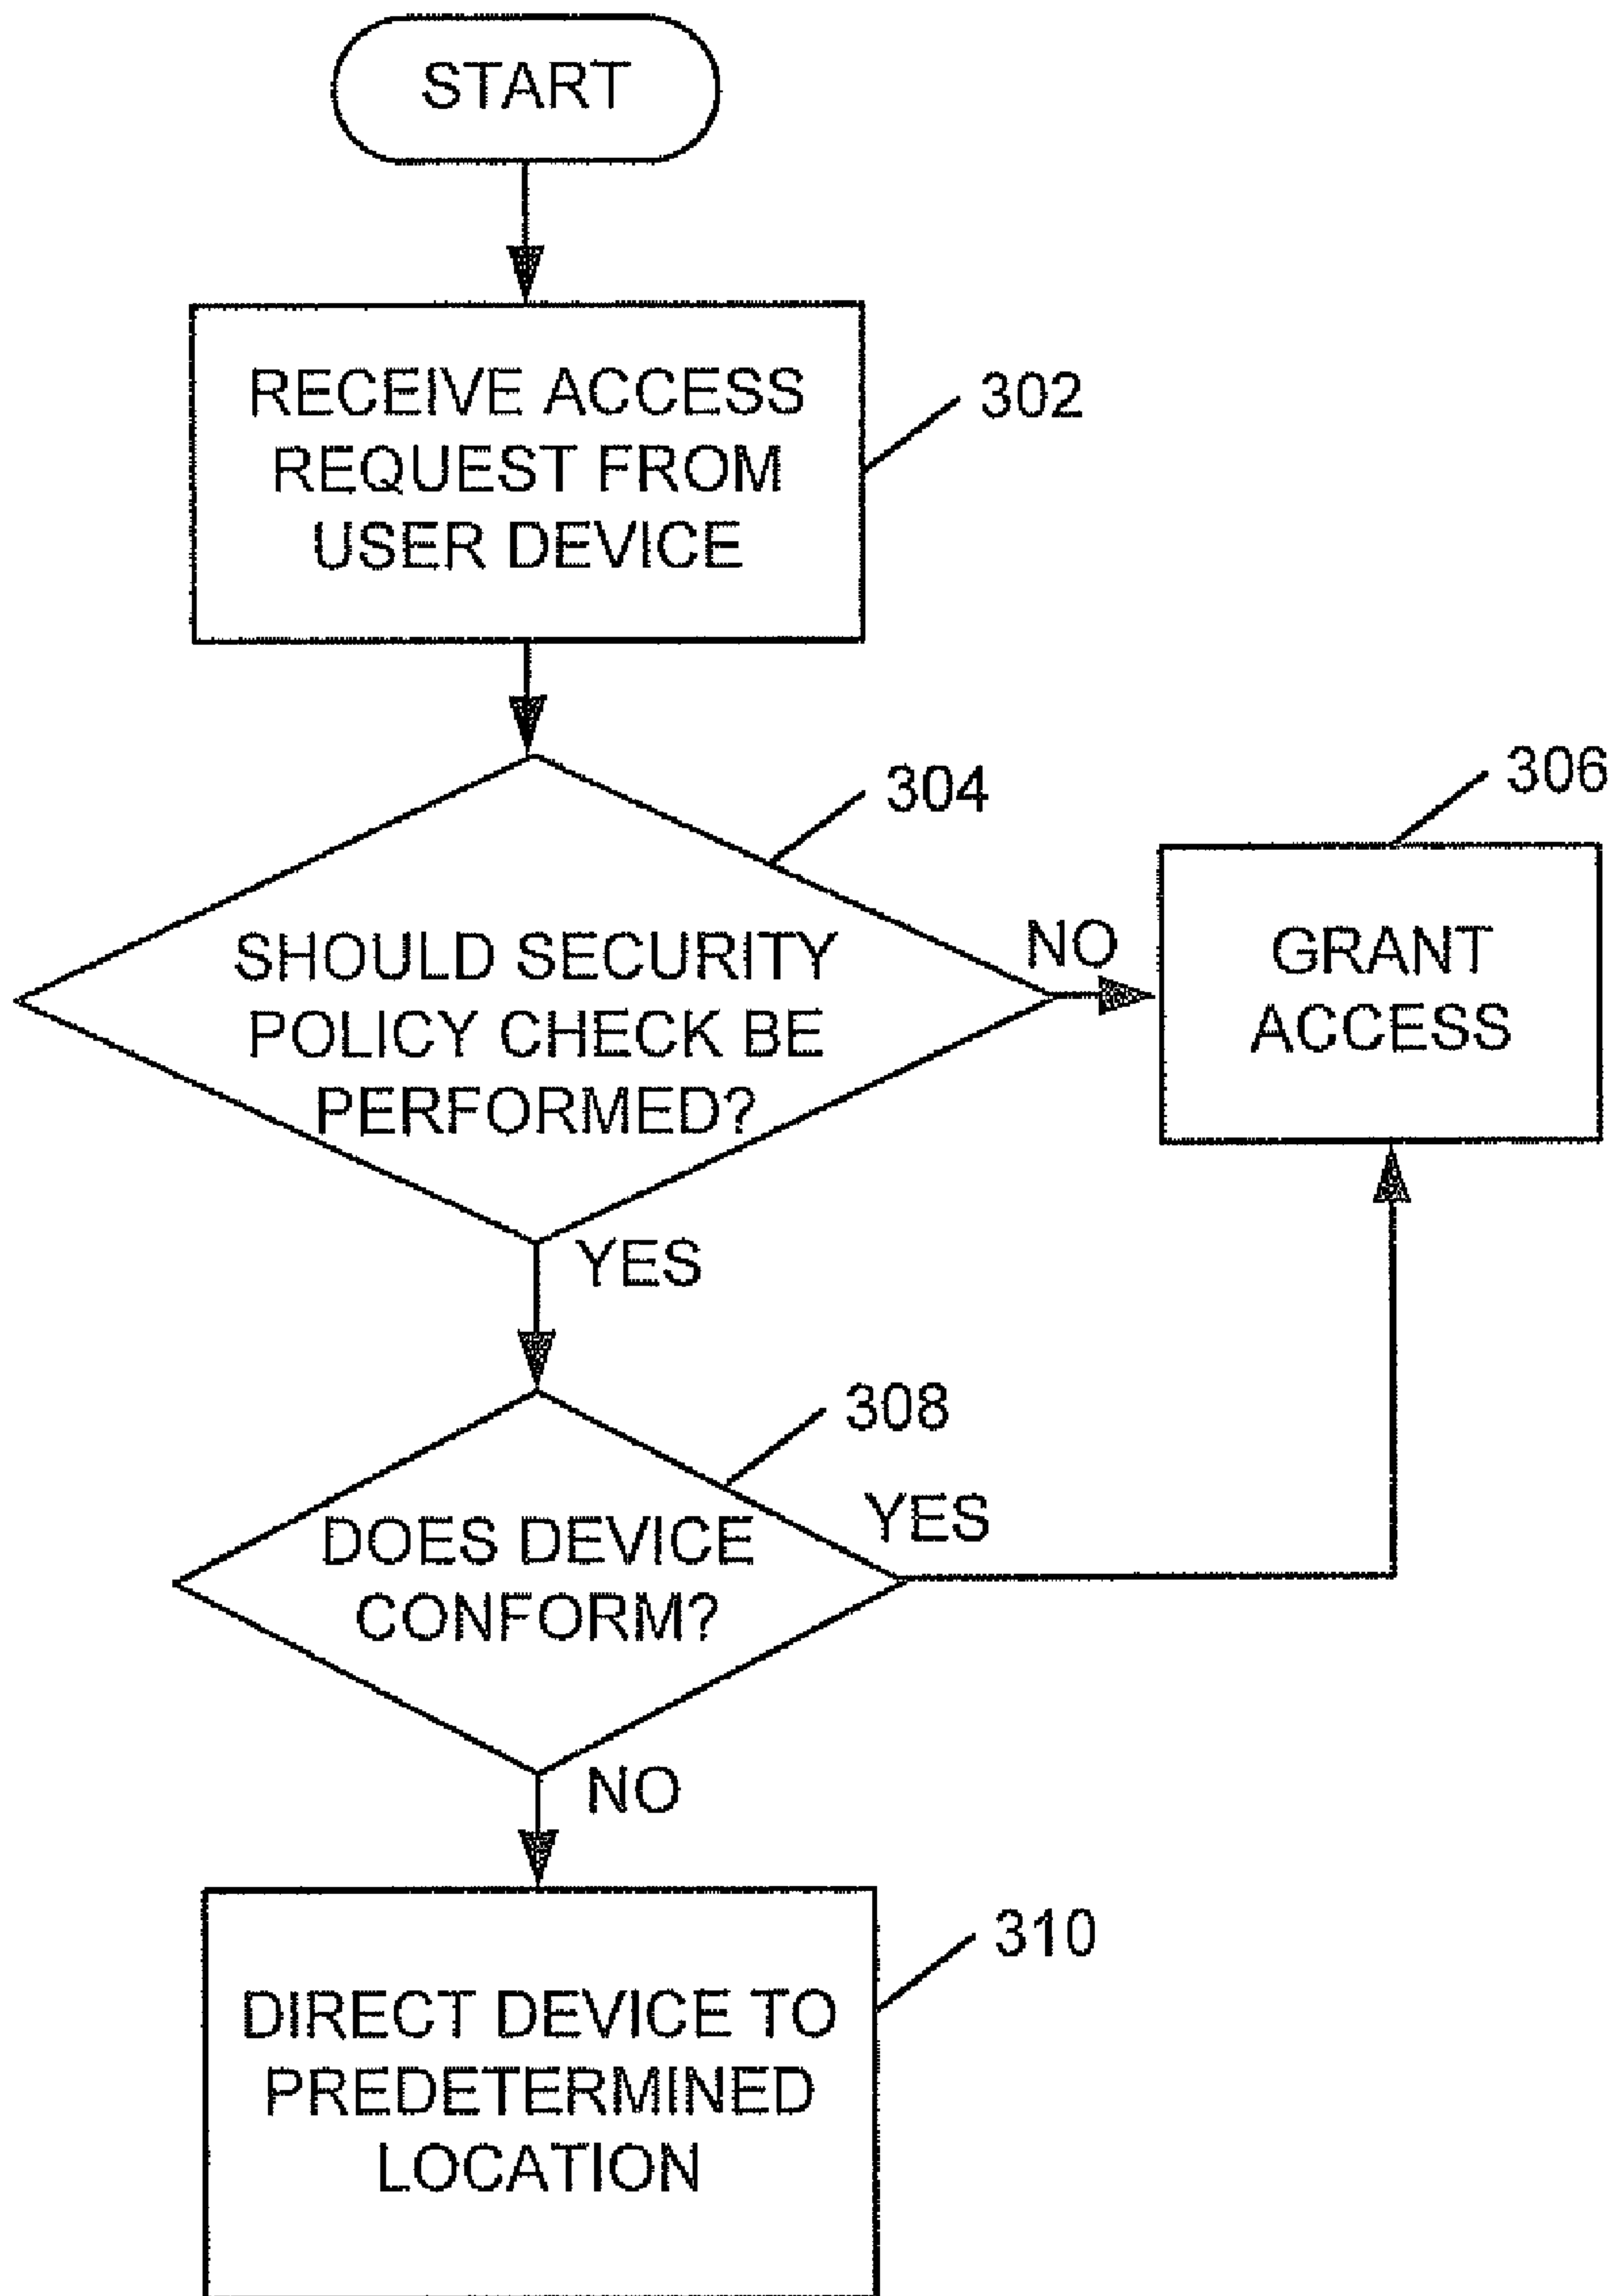 START
RECEIVE ACCESS
REQUEST FROM
USER DEVICE
302
304
SHOULD SECURITY
POLICY CHECK BE
PERFORMED?
NO
306
GRANT
ACCESS
YES
308
DOES DEVICE
CONFORM?
YES
NO
310
DIRECT DEVICE TO
PREDETERMINED
LOCATION